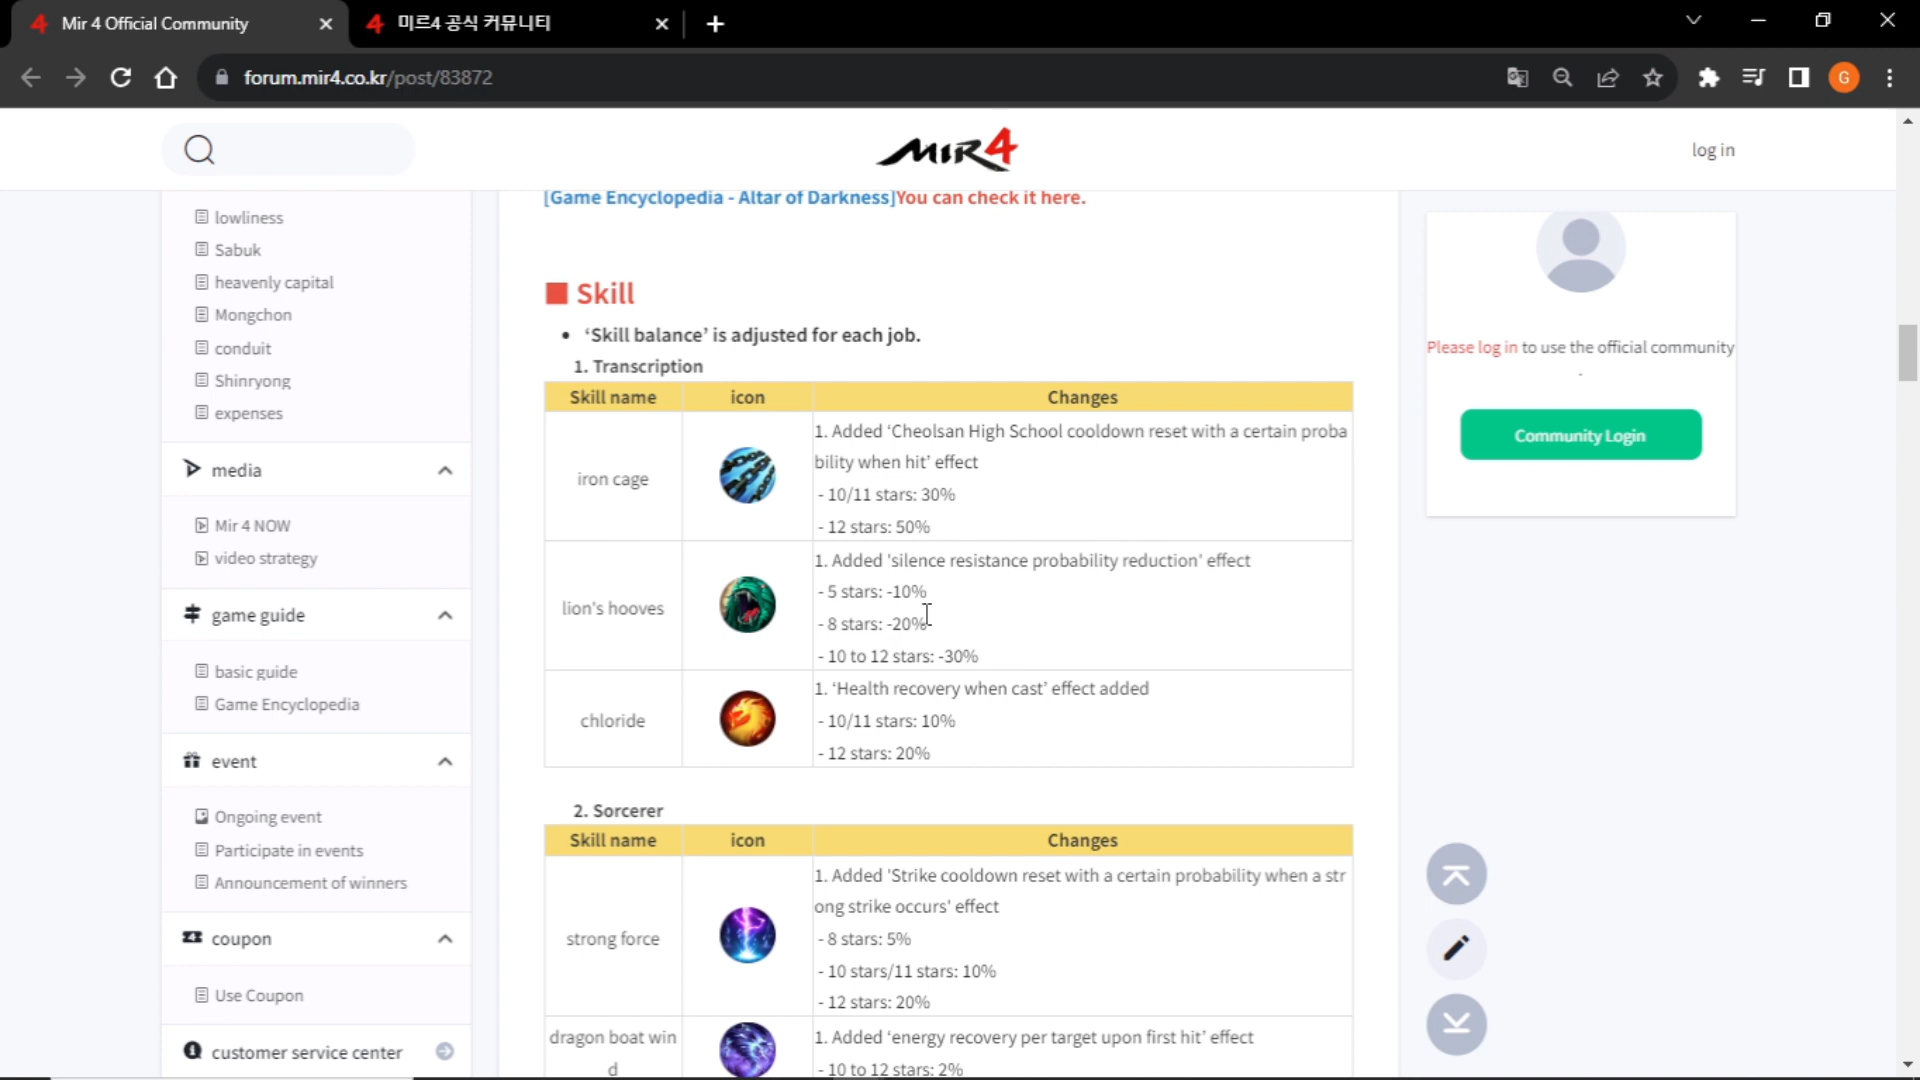 Mir 4 Official Community
미르4 공식 커뮤니티
forum.mir4.co.kr/post/83872
G
MIR4
log in
lowliness
Sabuk
heavenly capital
Mongchon
conduit
Shinryong
expenses
media
Mir 4 NOW
video strategy
game guide
basic guide
Game Encyclopedia
event
Ongoing event
Participate in events
Announcement of winners
coupon
Use Coupon
customer service center
[Game Encyclopedia - Altar of Darkness]You can check it here.
Skill
• ‘Skill balance’ is adjusted for each job.
1. Transcription
Skill name icon Changes
iron cage
1. Added ‘Cheolsan High School cooldown reset with a certain proba
bility when hit’ effect
- 10/11 stars: 30%
- 12 stars: 50%
lion's hooves
1. Added 'silence resistance probability reduction' effect
- 5 stars: -10%
- 8 stars: -20%
- 10 to 12 stars: -30%
chloride
1. ‘Health recovery when cast’ effect added
- 10/11 stars: 10%
- 12 stars: 20%
2. Sorcerer
Skill name icon Changes
strong force
1. Added 'Strike cooldown reset with a certain probability when a str
ong strike occurs' effect
- 8 stars: 5%
- 10 stars/11 stars: 10%
- 12 stars: 20%
dragon boat win
d
1. Added ‘energy recovery per target upon first hit’ effect
- 10 to 12 stars: 2%
Please log in to use the official community
.
Community Login